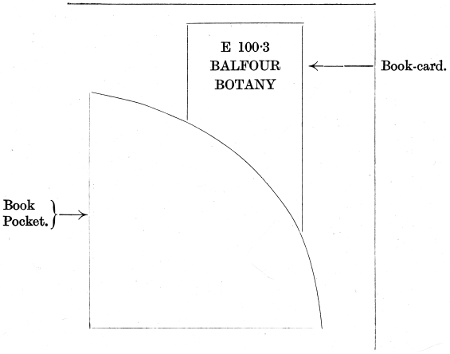 E 100·3
BALFOUR
BOTANY
Book-card.
Book
Pocket.